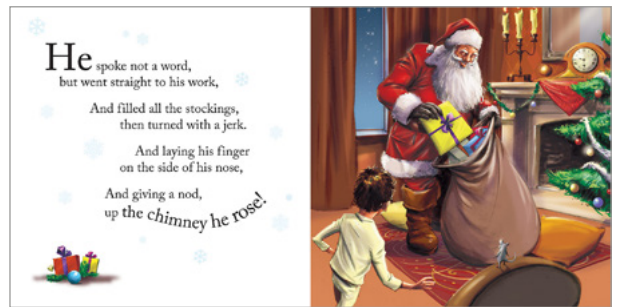 He spoke not a word,
but went straight to his work,
And filled all the stockings,
then turned with a jerk.
And laying his finger
on the side of his nose,
And giving a nod,
up the chimney he rose!